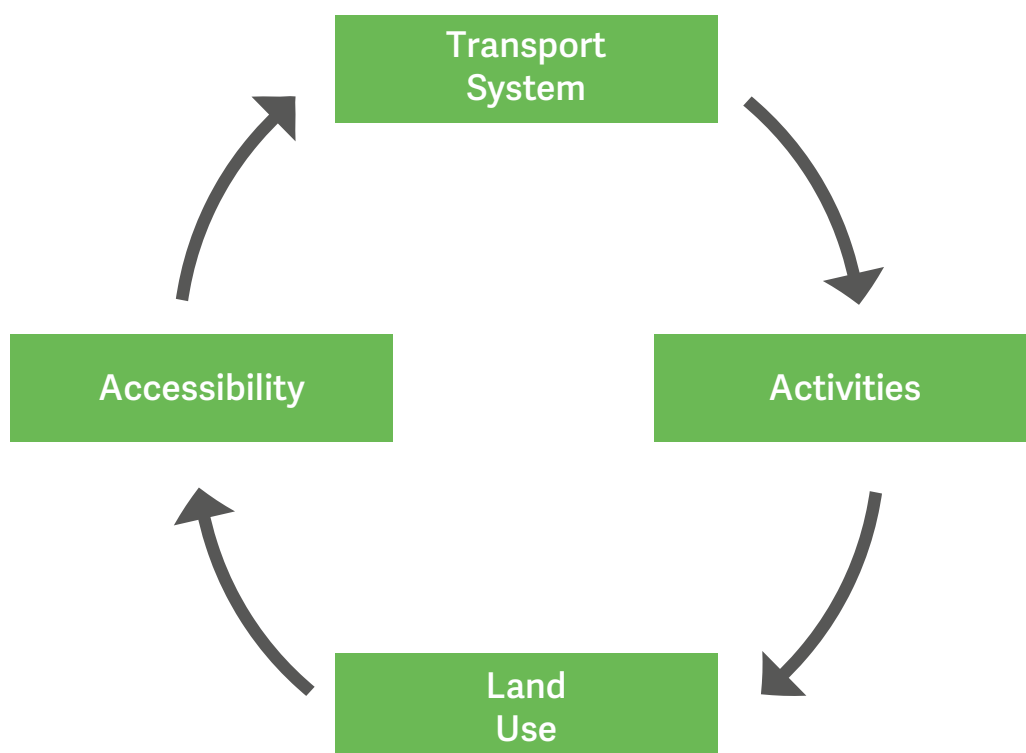 Transport
System
Accessibility
Activities
Land
Use